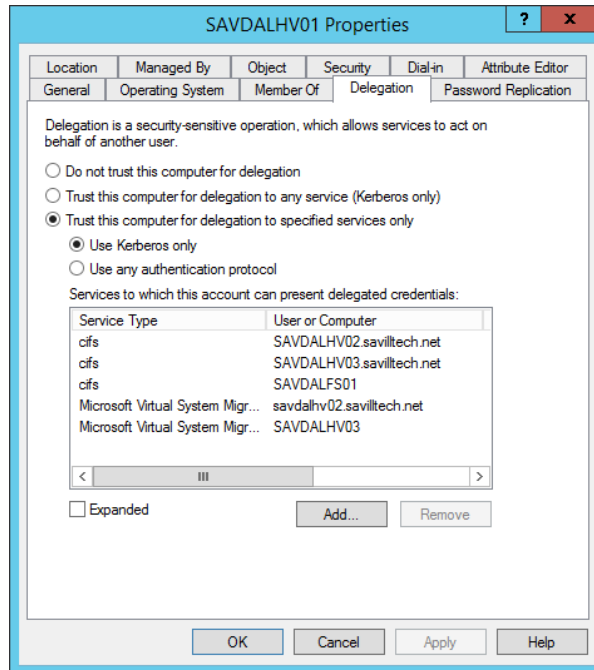 SAVDALHV01 Properties
? x
Location Managed By Object Security Dial-in Attribute Editor
General Operating System Member Of Delegation Password Replication
Delegation is a security-sensitive operation, which allows services to act on
behalf of another user.
Do not trust this computer for delegation
Trust this computer for delegation to any service (Kerberos only)
Trust this computer for delegation to specified services only
Use Kerberos only
Use any authentication protocol
Services to which this account can present delegated credentials:
Service Type User or Computer
cifs SAVDALHV02.savilltech.net
cifs SAVDALHV03.savilltech.net
cifs SAVDALFS01
Microsoft Virtual System Migr... savdalhv02.savilltech.net
Microsoft Virtual System Migr... SAVDALHV03
Expanded Add... Remove
OK Cancel Apply Help